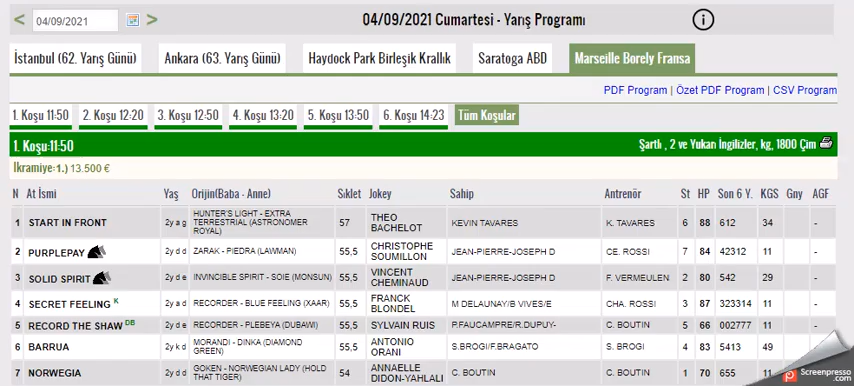 04/09/2021
04/09/2021 Cumartesi - Yarış Programı
İstanbul (62. Yarış Günü) Ankara (63. Yarış Günü) Haydock Park Birleşik Krallık Saratoga ABD Marseille Borely Fransa
PDF Program | Özet PDF Program | CSV Program
1. Koşu 11:50 2. Koşu 12:20 3. Koşu 12:50 4. Koşu 13:20 5. Koşu 13:50 6. Koşu 14:23 Tüm Koşular
1. Koşu:11:50 Şartlı , 2 ve Yukarı İngilizler, kg, 1800 Çim
İkramiye:1.) 13.500 €
N At İsmi Yaş Orijin(Baba - Anne) Sıklet Jokey Sahip Antrenör St HP Son 6 Y. KGS Gny AGF
1 START IN FRONT 2y a g HUNTER'S LIGHT - EXTRA TERRESTRIAL (ASTRONOMER ROYAL) 57 THEO BACHELOT KEVIN TAVARES K. TAVARES 6 88 612 34 -
2 PURPLEPAY 2y d d ZARAK - PIEDRA (LAWMAN) 55,5 CHRISTOPHE SOUMILLON JEAN-PIERRE-JOSEPH D CE. ROSSI 7 84 42312 11 -
3 SOLID SPIRIT 2y d e INVINCIBLE SPIRIT - SOIE (MONSUN) 55,5 VINCENT CHEMINAUD JEAN-PIERRE-JOSEPH D F. VERMEULEN 2 80 542 29 -
4 SECRET FEELING K 2y a d RECORDER - BLUE FEELING (XAAR) 55,5 FRANCK BLONDEL M DELAUNAY/B VIVES/E CHA. ROSSI 3 87 323314 11 -
5 RECORD THE SHAW DB 2y d e RECORDER - PLEBEYA (DUBAWI) 55,5 SYLVAIN RUIS P.FAUCAMPRE/R.DUPUY- C. BOUTIN 5 66 002777 11 -
6 BARRUA 2y k d MORANDI - DINKA (DIAMOND GREEN) 55,5 ANTONIO ORANI S.BROGI/F.BRAGATO S. BROGI 4 83 5413 49 -
7 NORWEGIA 2y d d GOKEN - NORWEGIAN LADY (HOLD THAT TIGER) 54 ANNAELLE DIDON-YAHLALI C. BOUTIN C. BOUTIN 1 70 655 11
Screenpresso
.com